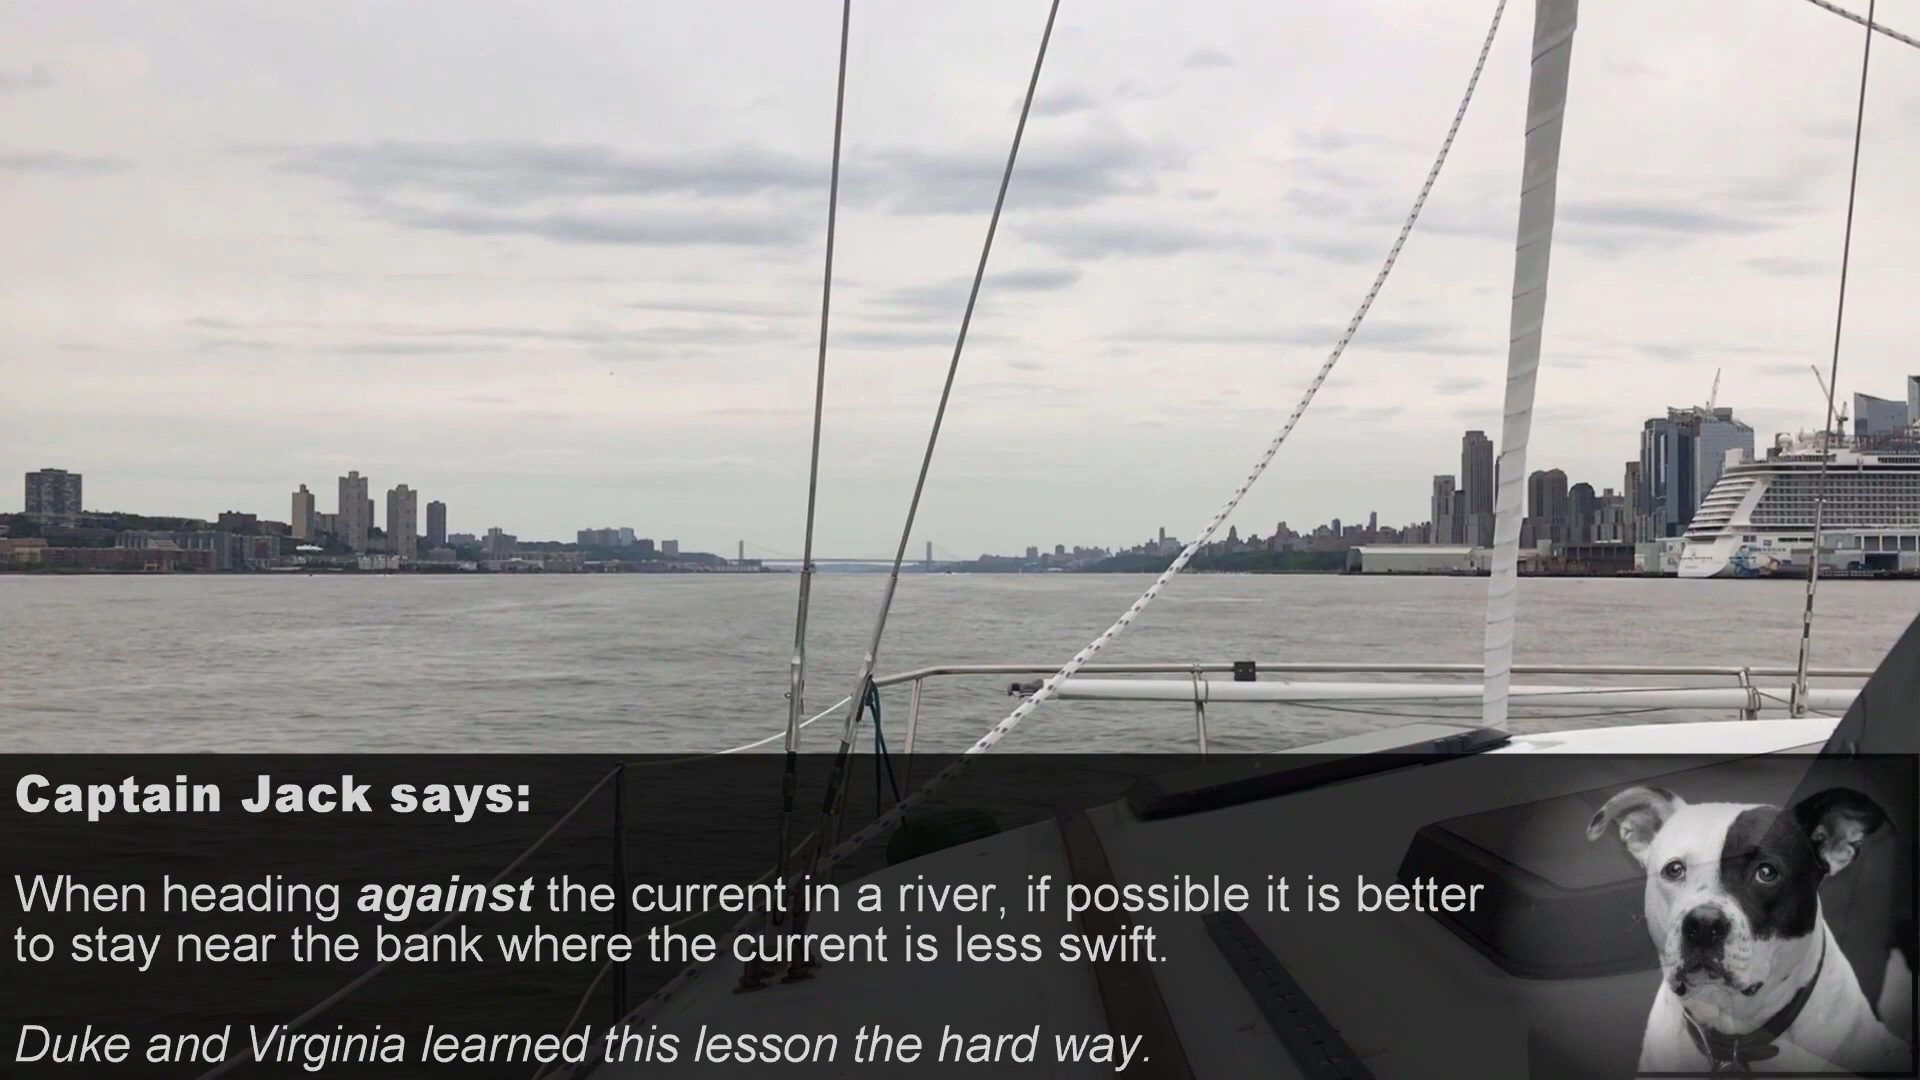 Captain Jack says:
When heading against the current in a river, if possible it is better
to stay near the bank where the current is less swift.
Duke and Virginia learned this lesson the hard way.